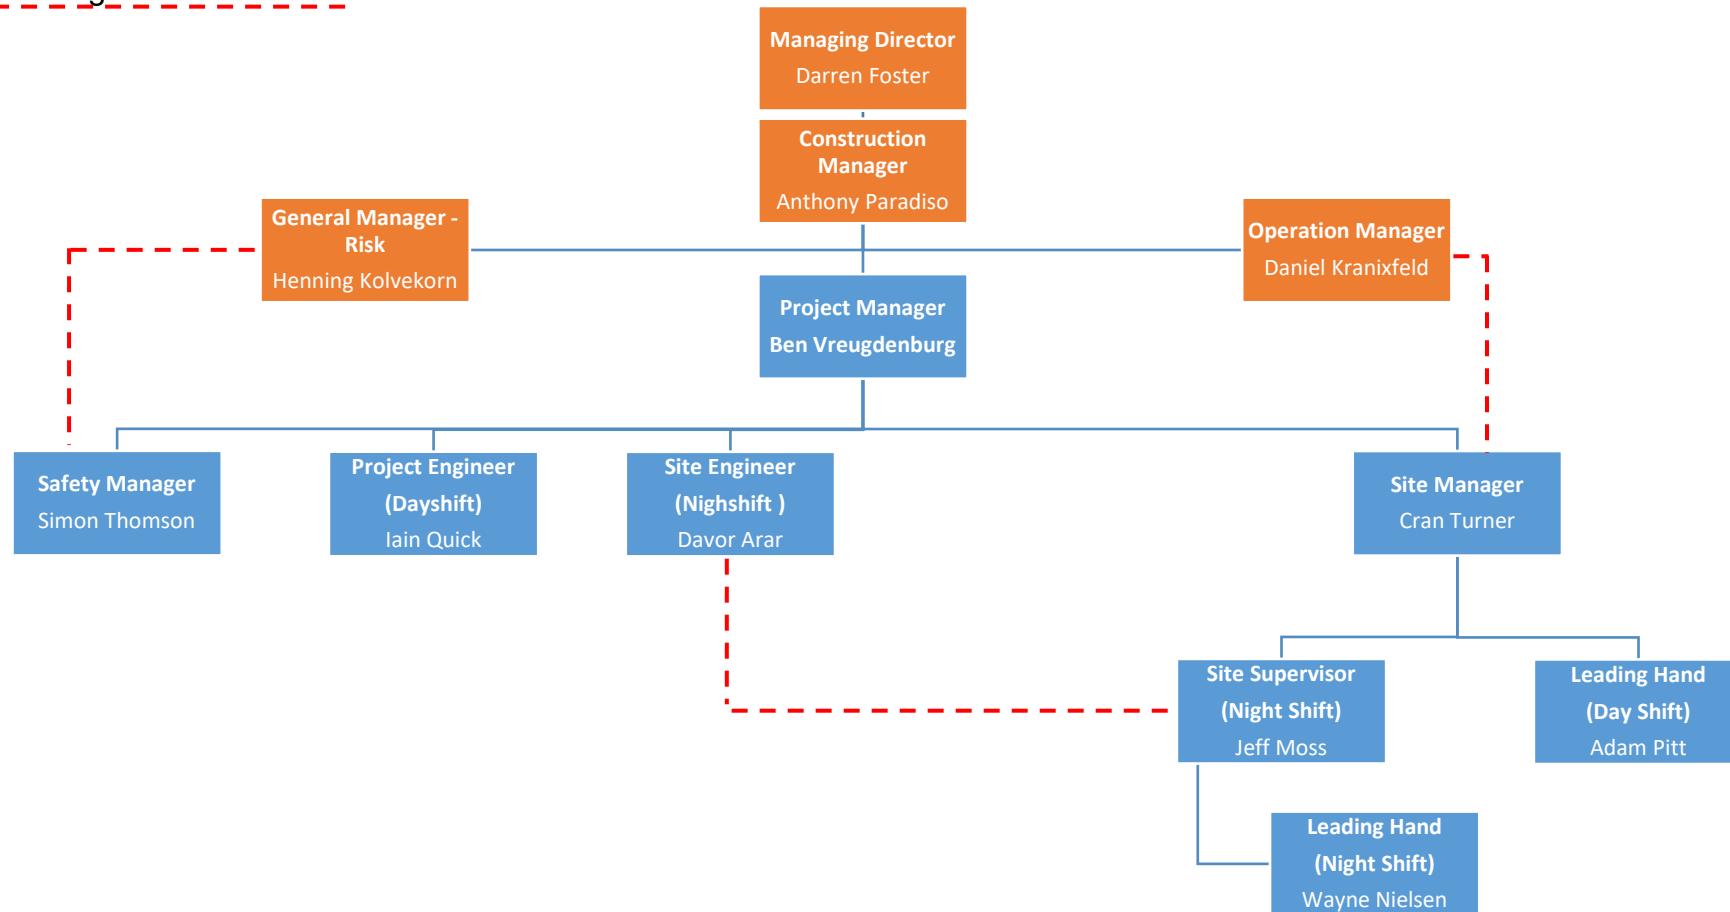 Managing Director
Darren Foster
Construction
Manager
Anthony Paradiso
General Manager -
Risk
Henning Kolvekorn
Operation Manager
Daniel Kranixfeld
Project Manager
Ben Vreugdenburg
Safety Manager
Simon Thomson
Project Engineer
(Dayshift)
Iain Quick
Site Engineer
(Nighshift )
Davor Arar
Site Manager
Cran Turner
Site Supervisor
(Night Shift)
Jeff Moss
Leading Hand
(Day Shift)
Adam Pitt
Leading Hand
(Night Shift)
Wayne Nielsen